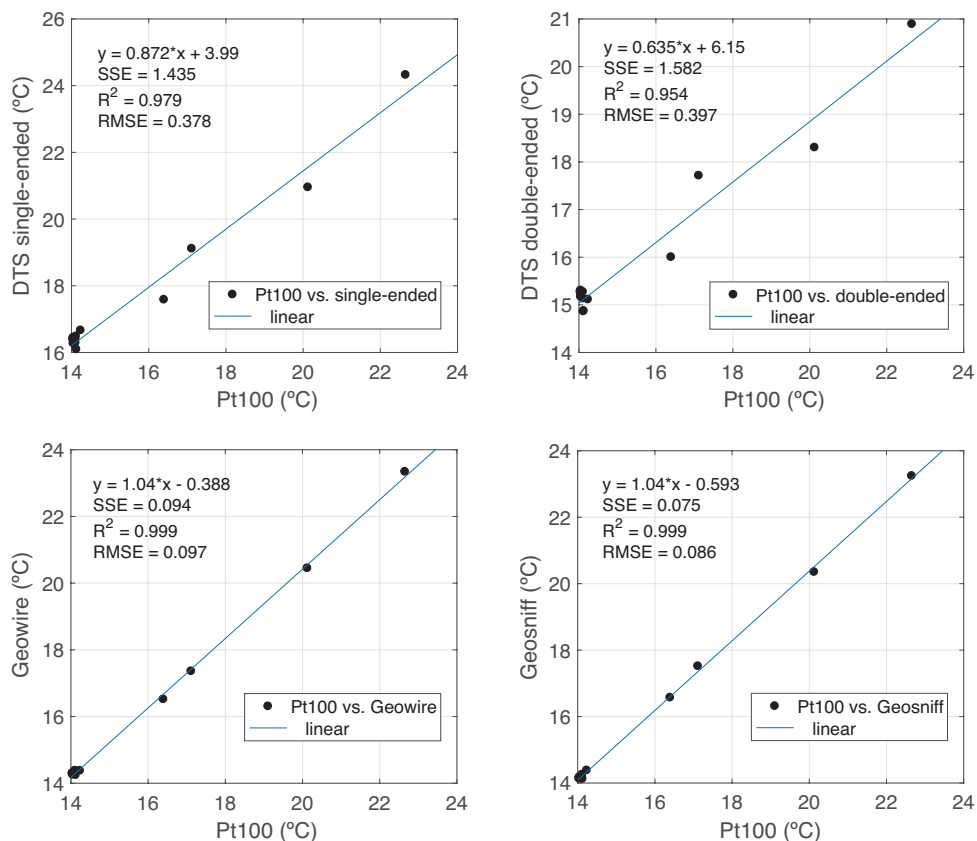 26
24
22
20
18
16
DTS single-ended (ºC)
y = 0.872*x + 3.99
SSE = 1.435
R² = 0.979
RMSE = 0.378
Pt100 vs. single-ended
linear
14 16 18 20 22 24
Pt100 (ºC)
21
20
19
18
17
16
15
14
DTS double-ended (ºC)
y = 0.635*x + 6.15
SSE = 1.582
R² = 0.954
RMSE = 0.397
Pt100 vs. double-ended
linear
14 16 18 20 22 24
Pt100 (ºC)
24
22
20
18
16
14
Geowire (ºC)
y = 1.04*x - 0.388
SSE = 0.094
R² = 0.999
RMSE = 0.097
Pt100 vs. Geowire
linear
14 16 18 20 22 24
Pt100 (ºC)
24
22
20
18
16
14
Geosniff (ºC)
y = 1.04*x - 0.593
SSE = 0.075
R² = 0.999
RMSE = 0.086
Pt100 vs. Geosniff
linear
14 16 18 20 22 24
Pt100 (ºC)